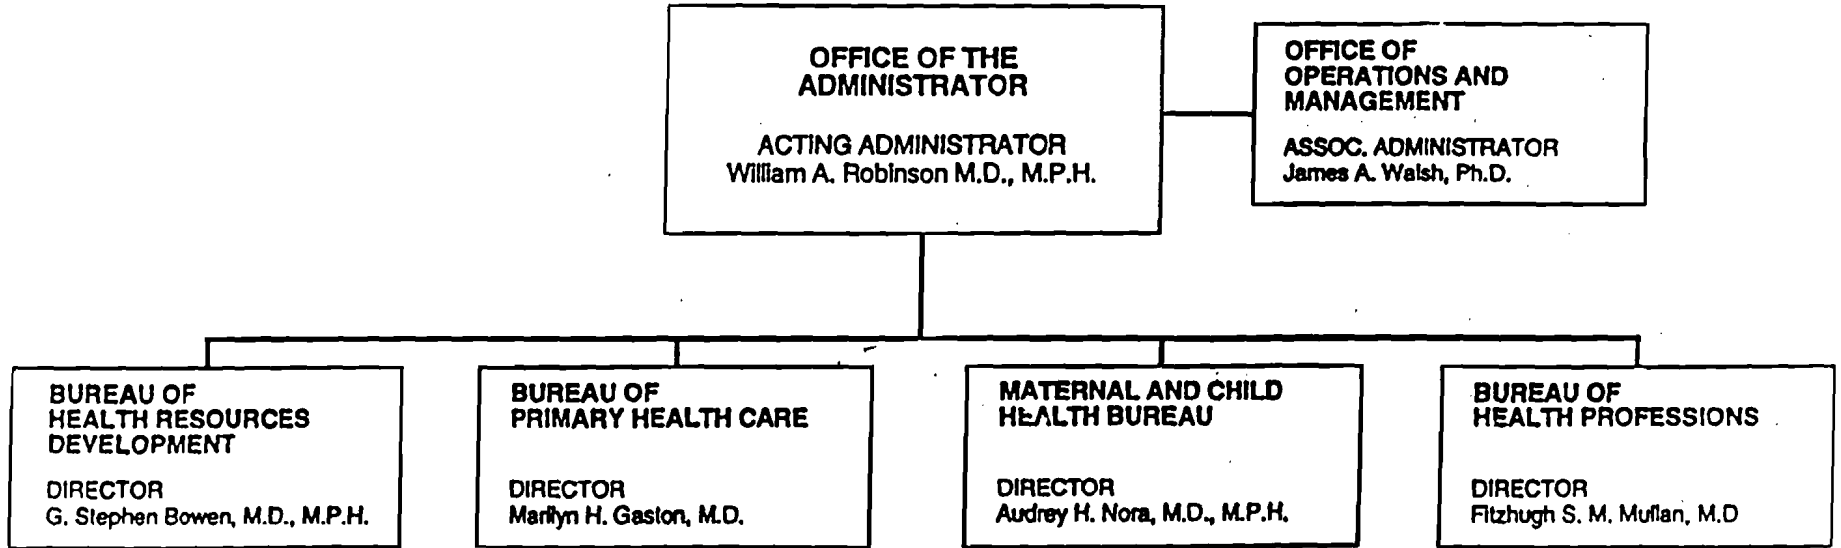 OFFICE OF THE
ADMINISTRATOR
ACTING ADMINISTRATOR
William A. Robinson M.D., M.P.H.
OFFICE OF
OPERATIONS AND
MANAGEMENT
ASSOC. ADMINISTRATOR
James A. Walsh, Ph.D.
BUREAU OF
HEALTH RESOURCES
DEVELOPMENT
DIRECTOR
G. Stephen Bowen, M.D., M.P.H.
BUREAU OF
PRIMARY HEALTH CARE
DIRECTOR
Marilyn H. Gaston, M.D.
MATERNAL AND CHILD
HEALTH BUREAU
DIRECTOR
Audrey H. Nora, M.D., M.P.H.
BUREAU OF
HEALTH PROFESSIONS
DIRECTOR
Fitzhugh S. M. Mullan, M.D